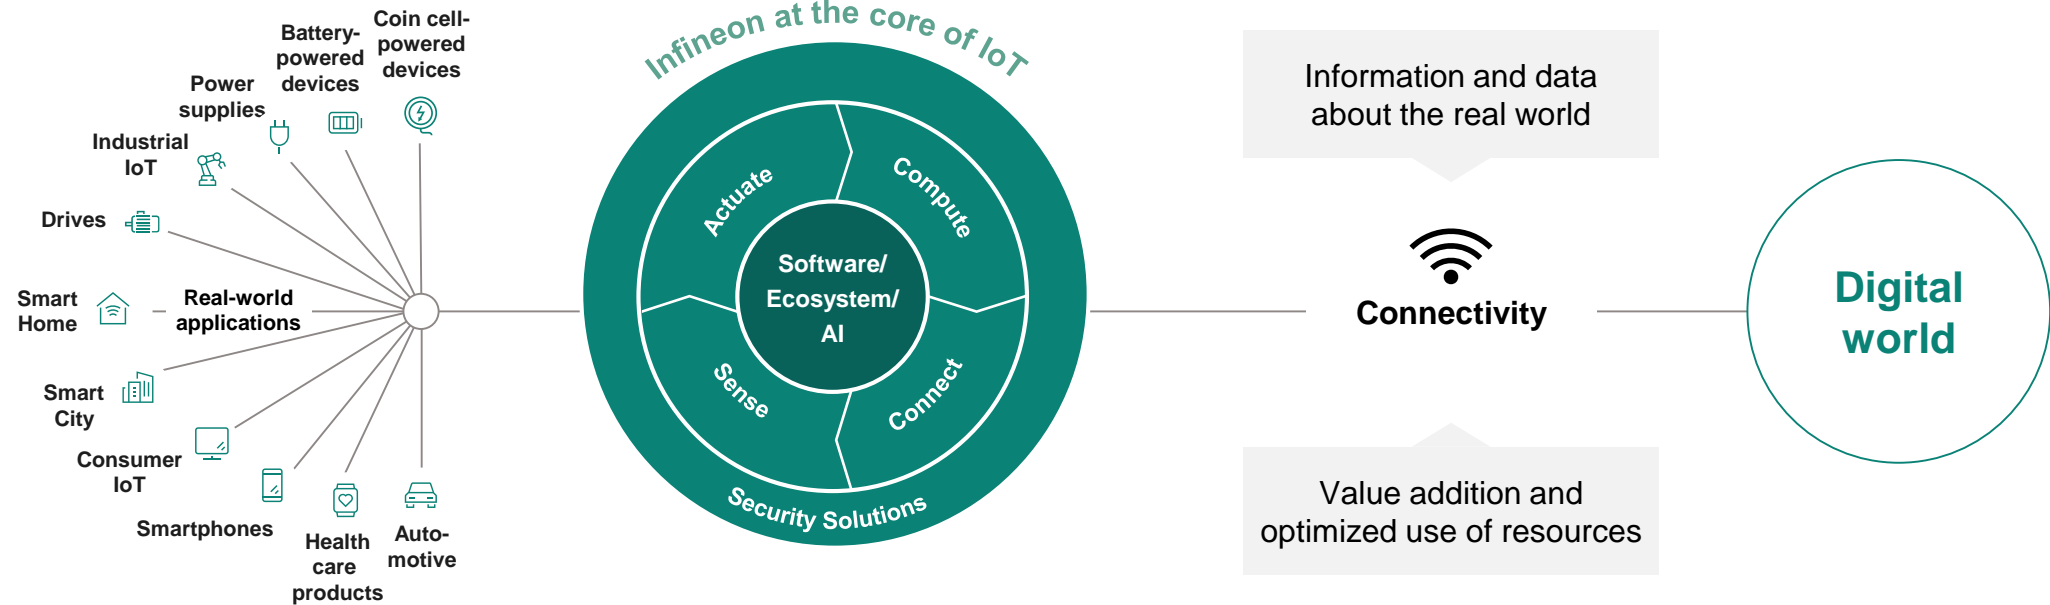 Coin cell-
powered
devices
Battery-
powered
devices
Power
supplies
Industrial
IoT
Drives
Smart
Home
Real-world
applications
Smart
City
Consumer
IoT
Smartphones
Health
care
products
Auto-
motive
Infineon at the core of IoT
Actuate
Compute
Software/
Ecosystem/
AI
Sense
Connect
Security Solutions
Information and data
about the real world
Connectivity
Value addition and
optimized use of resources
Digital
world